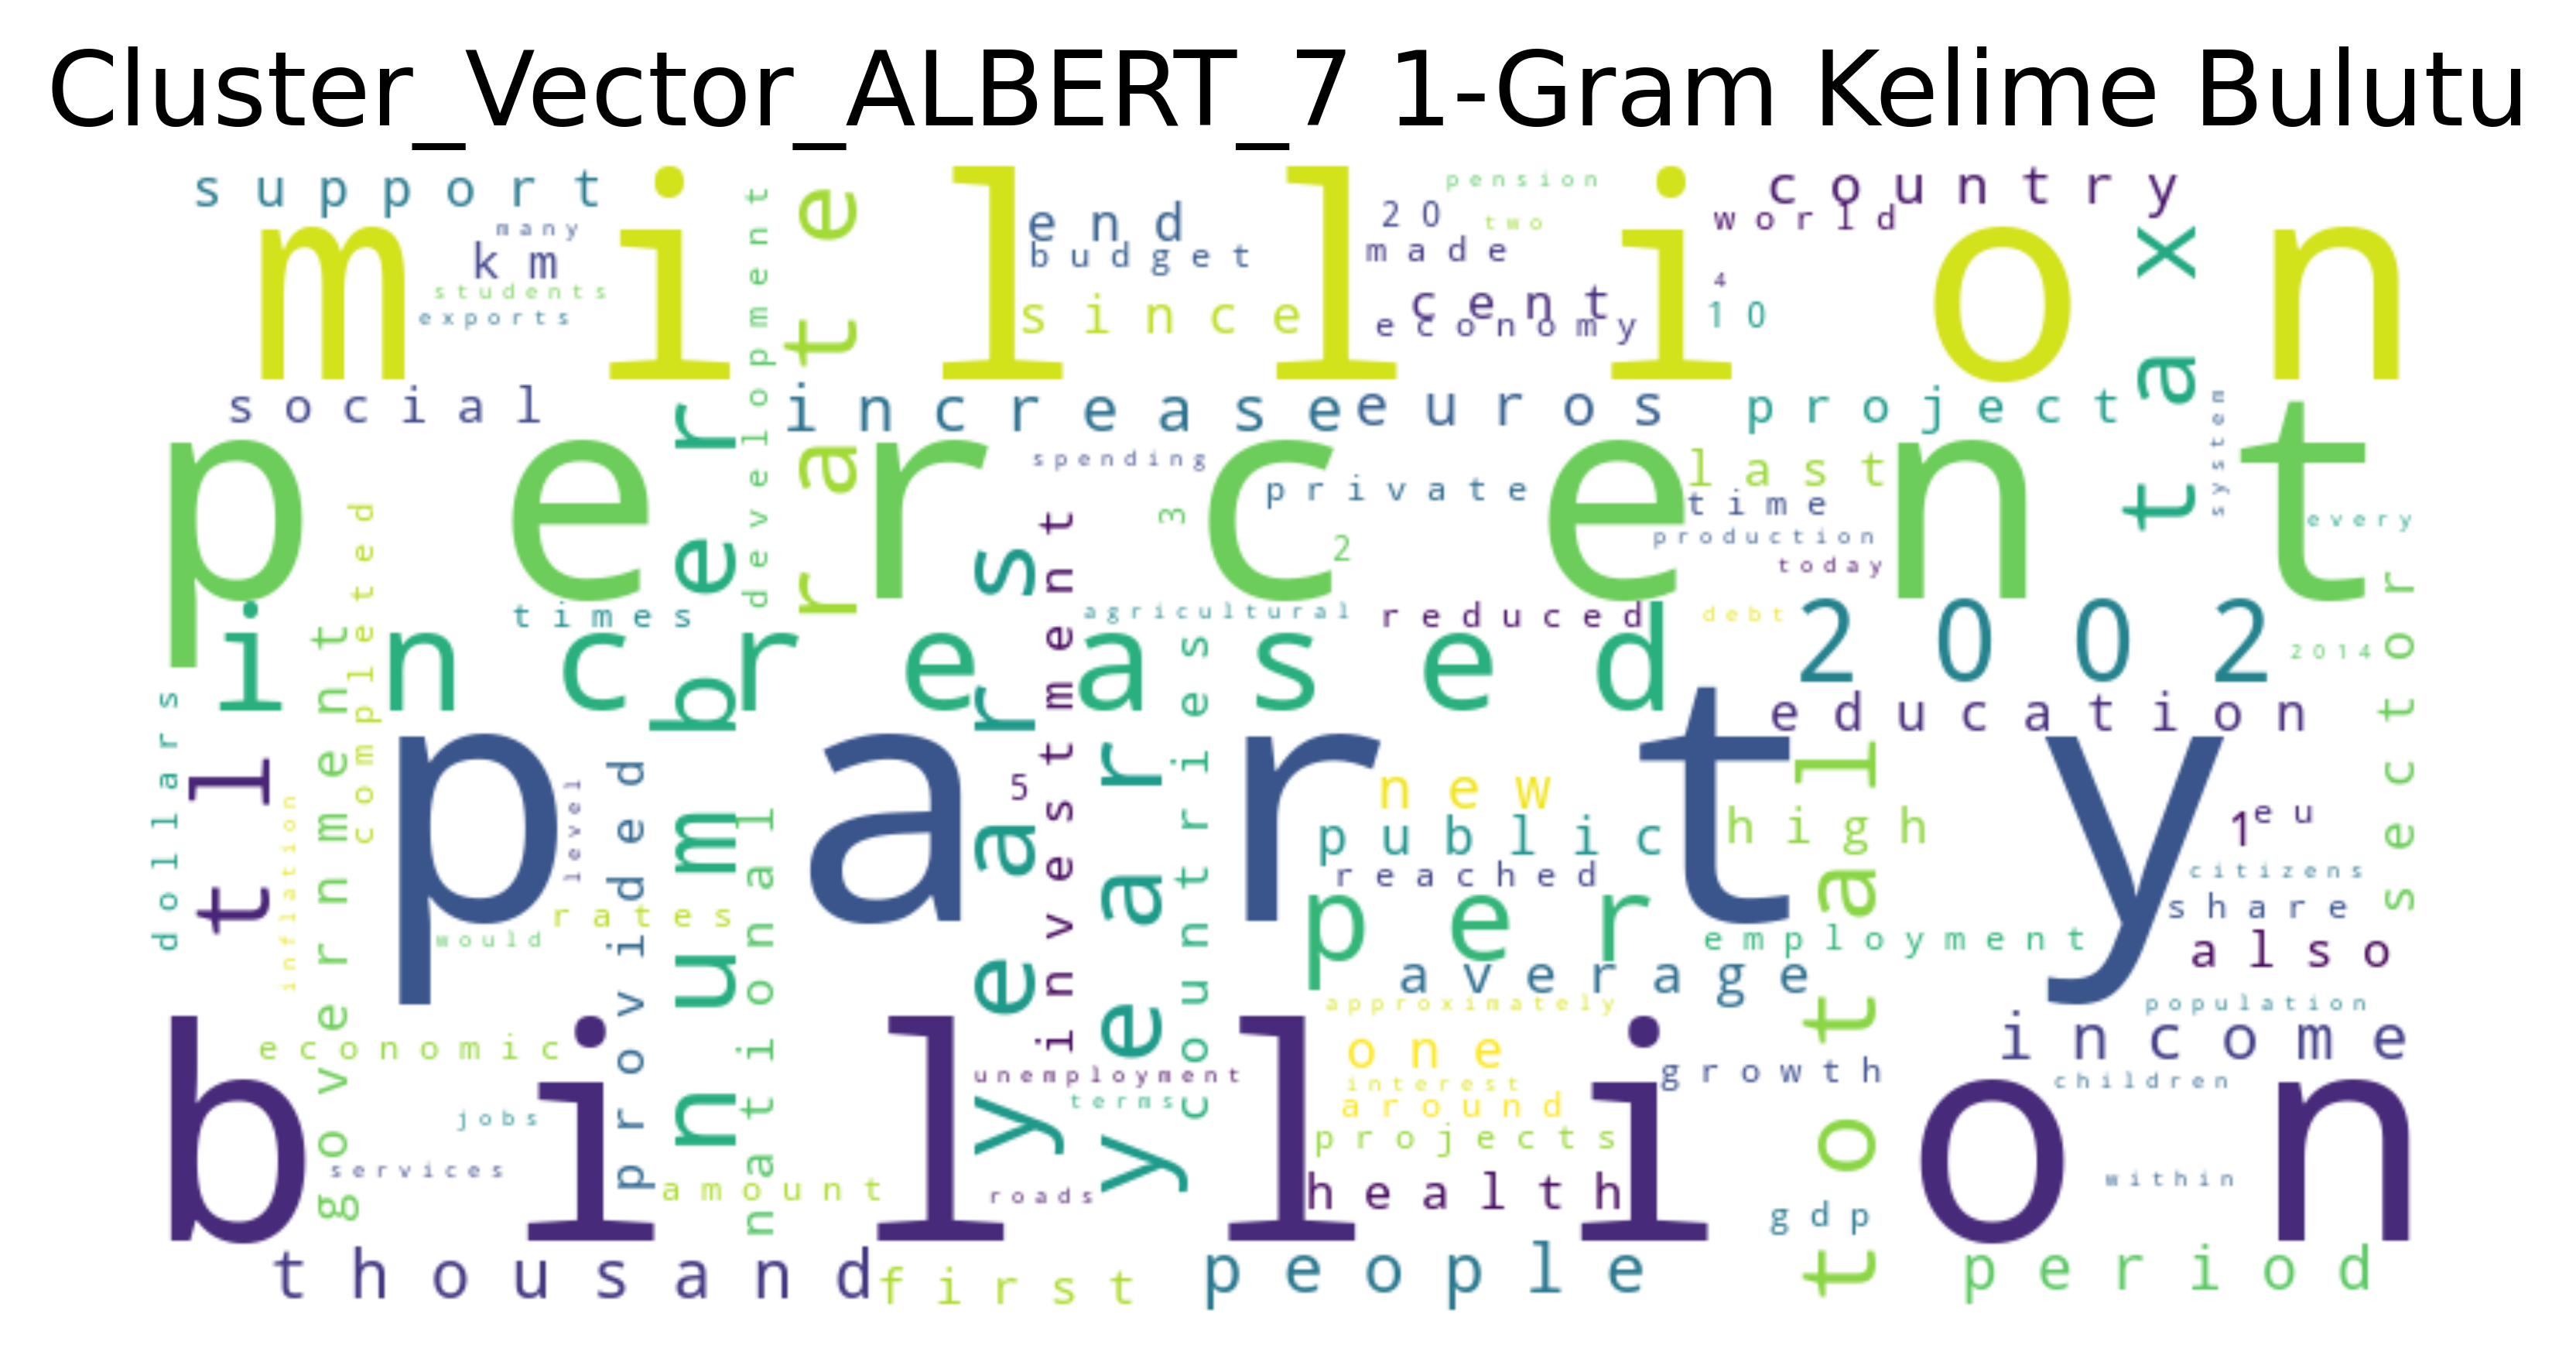 Cluster_Vector_ALBERT_7 1-Gram Kelime Bulutu
support
million
country
pension
many
km
students
exports
development
rate
end
budget
since
20
two
made
world
cent
economy
4
10
tax
social
increase
euros
project
system
percent
spending
private
last
time
production
today
every
3
2
completed
times
number
agricultural
reduced
debt
2002
2014
increased
years
investment
countries
sector
education
dollars
tl
government
party
provided
level
5
year
new
public
high
total
1
eu
reached
citizens
inflation
rates
would
national
per
share
employment
also
average
approximately
population
billion
economic
one
income
unemployment
growth
interest
children
terms
around
jobs
projects
services
amount
roads
health
within
gdp
thousand
first
people
period